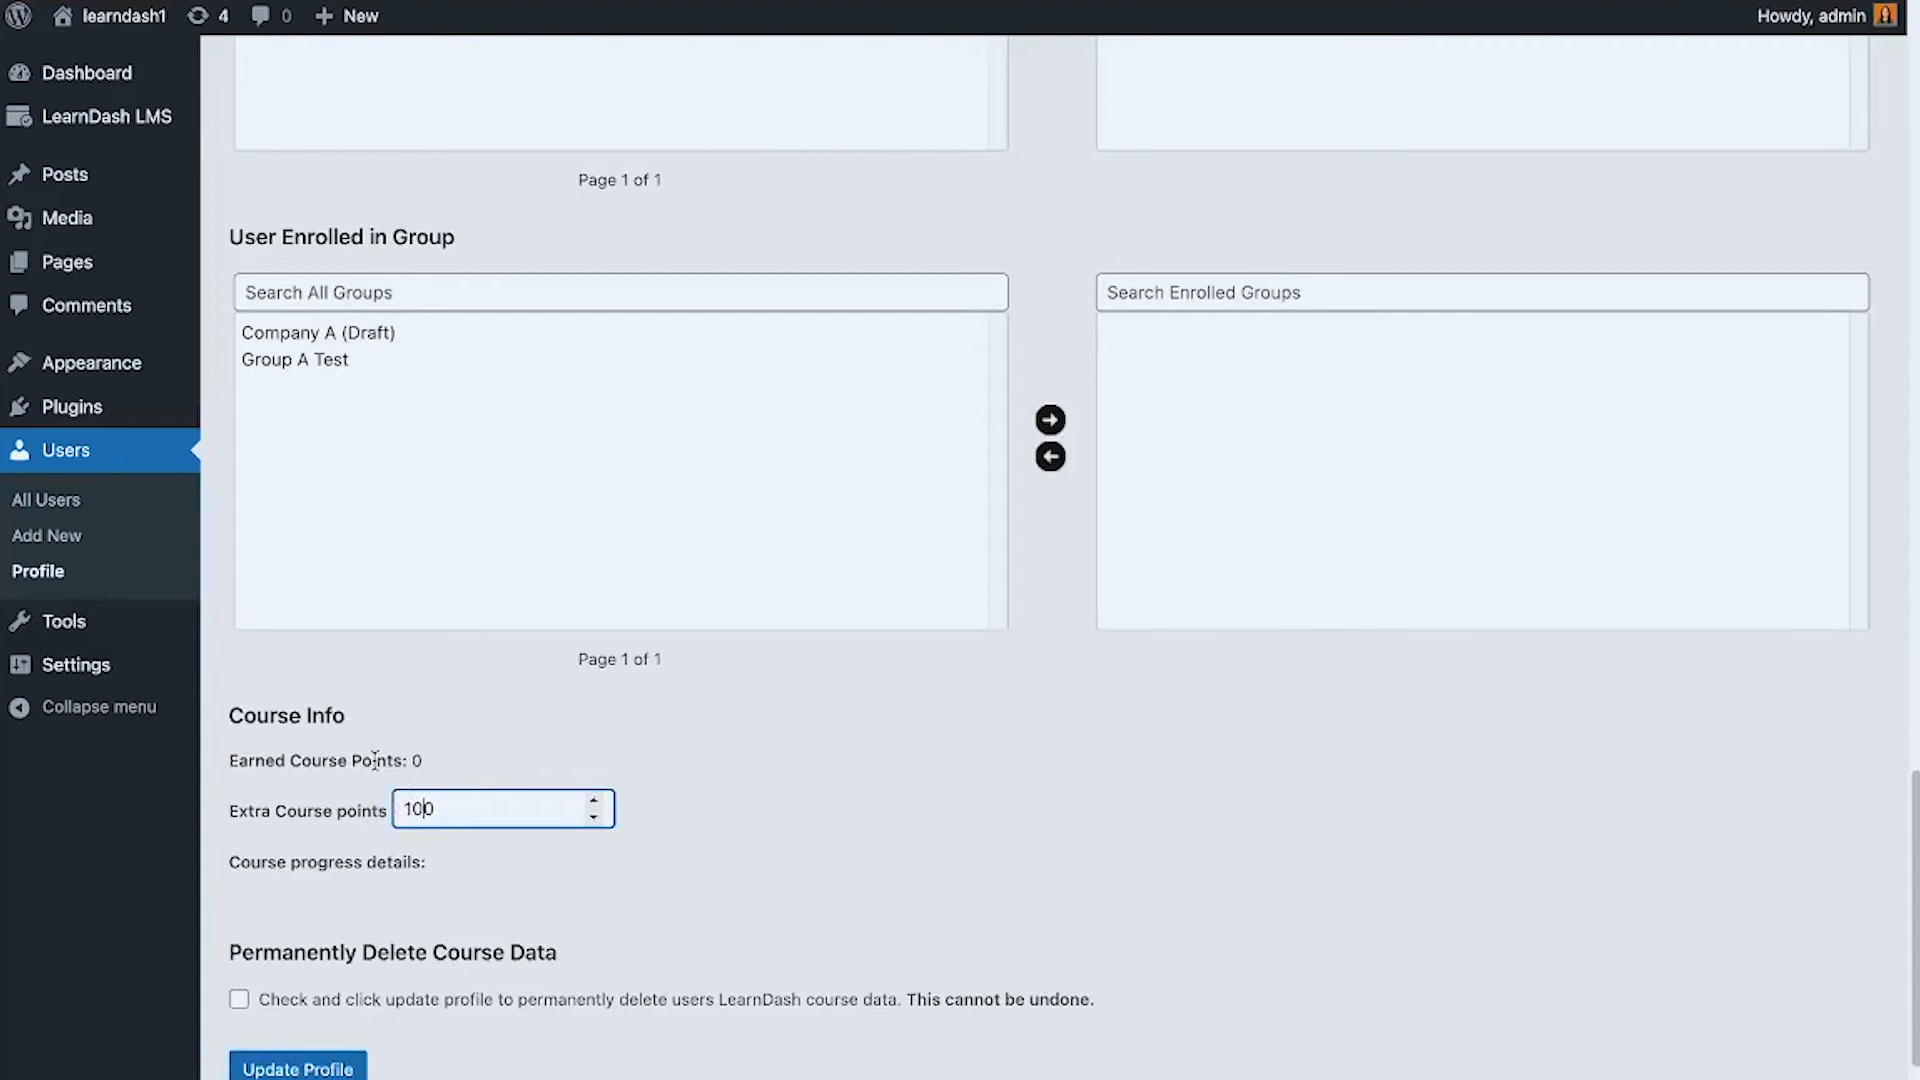 learndash1 4 0 New Howdy, admin
Dashboard
LearnDash LMS
Posts
Media
Pages
Comments
Appearance
Plugins
Users
All Users
Add New
Profile
Tools
Settings
Collapse menu
Page 1 of 1
User Enrolled in Group
Search All Groups
Search Enrolled Groups
Company A (Draft)
Group A Test
Page 1 of 1
Course Info
Earned Course Points: 0
Extra Course points 100
Course progress details:
Permanently Delete Course Data
Check and click update profile to permanently delete users LearnDash course data. This cannot be undone.
Update Profile